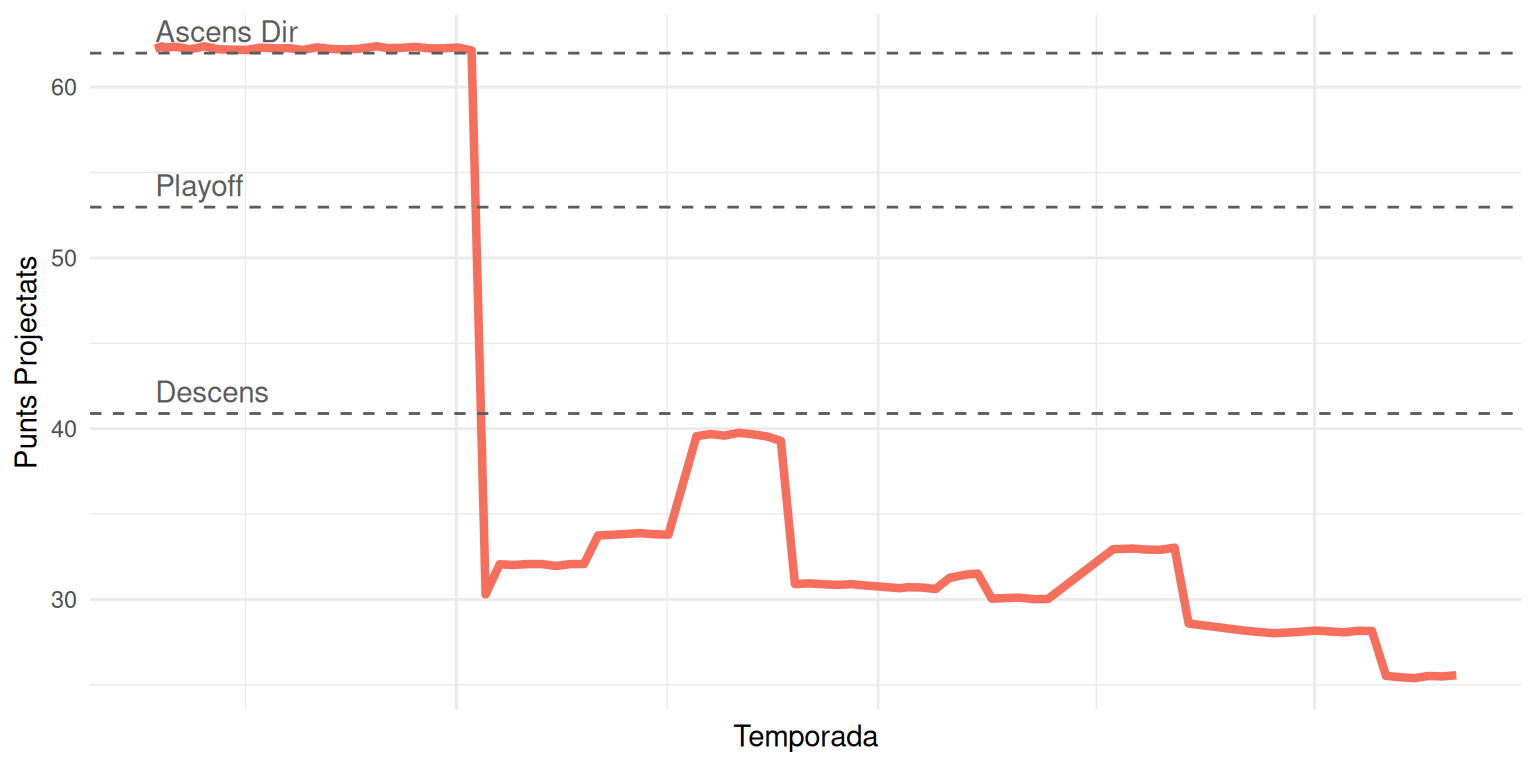 Ascens Dir
60
Playoff
50
Descens
40
30
Punts Projectats
Temporada